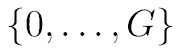 {0, . . . , G}